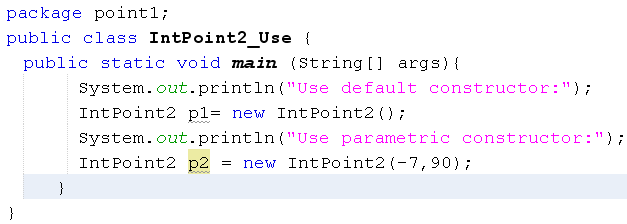 package point1;
public class IntPoint2_Use {
public static void main (String[] args){
System.out.println("Use default constructor:");
IntPoint2 p1= new IntPoint2();
System.out.println("Use parametric constructor:");
IntPoint2 p2 = new IntPoint2(-7,90);
}
}